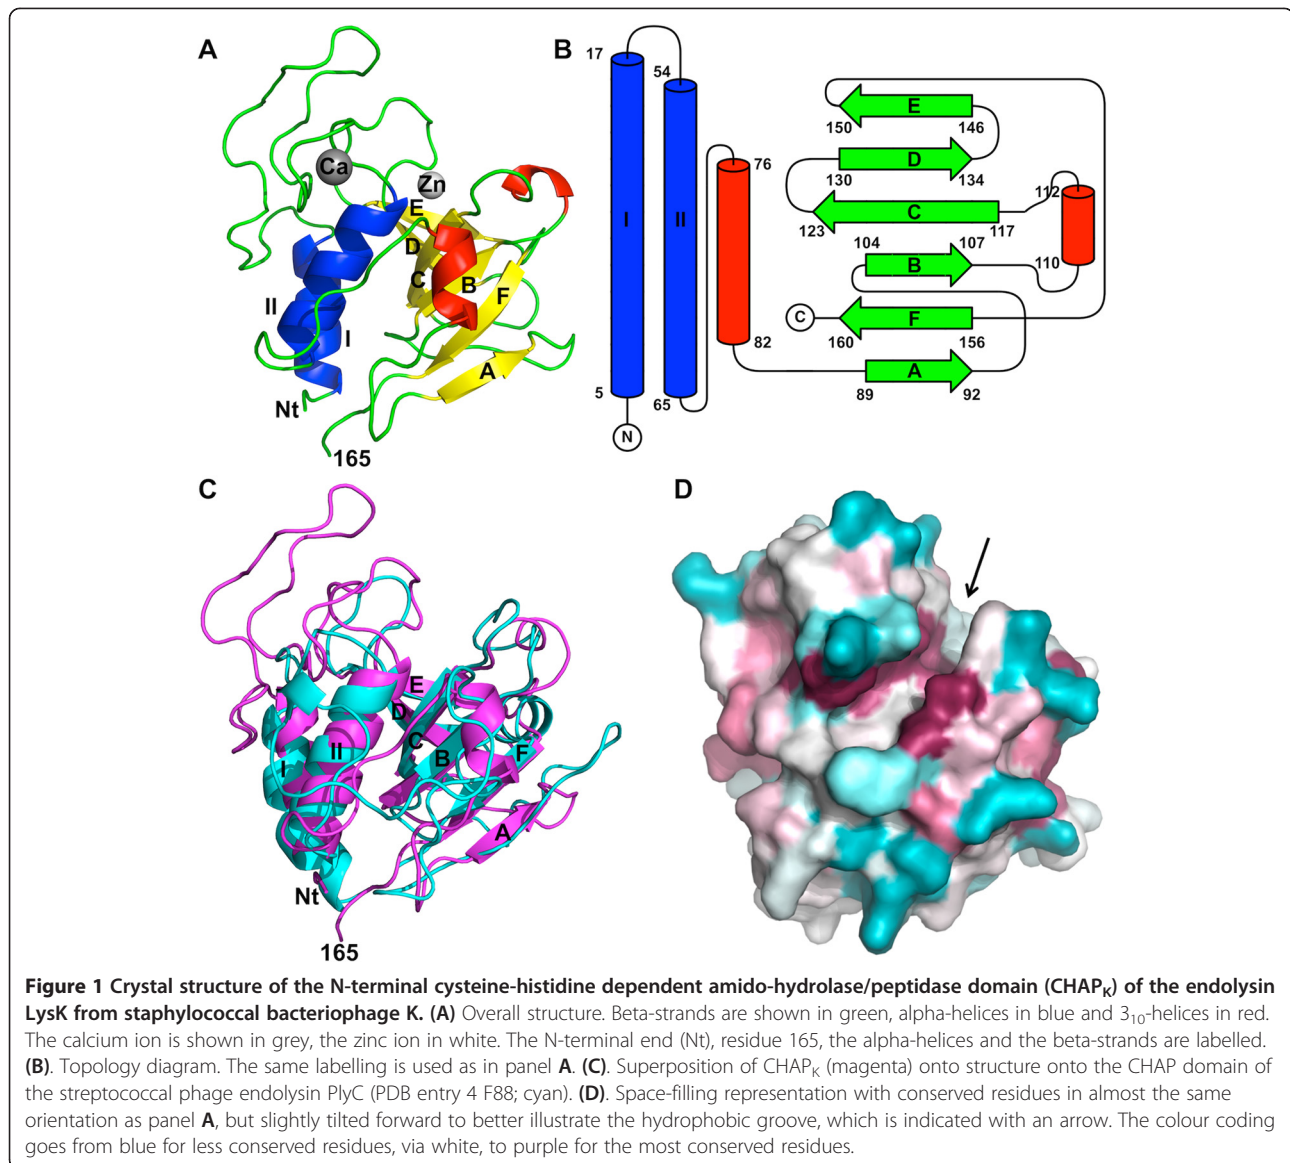 A
Ca
Zn
E
D
C
B
F
A
II
I
Nt
165
B
17
54
I
II
76
82
5
65
N
E
150
146
D
130
134
C
123
117
112
110
104
107
B
C
F
160
156
A
89
92
C
E
D
C
B
F
I
II
A
Nt
165
D
Figure 1 Crystal structure of the N-terminal cysteine-histidine dependent amido-hydrolase/peptidase domain (CHAPK) of the endolysin
LysK from staphylococcal bacteriophage K. (A) Overall structure. Beta-strands are shown in green, alpha-helices in blue and 310-helices in red.
The calcium ion is shown in grey, the zinc ion in white. The N-terminal end (Nt), residue 165, the alpha-helices and the beta-strands are labelled.
(B). Topology diagram. The same labelling is used as in panel A. (C). Superposition of CHAPK (magenta) onto structure onto the CHAP domain of
the streptococcal phage endolysin PlyC (PDB entry 4 F88; cyan). (D). Space-filling representation with conserved residues in almost the same
orientation as panel A, but slightly tilted forward to better illustrate the hydrophobic groove, which is indicated with an arrow. The colour coding
goes from blue for less conserved residues, via white, to purple for the most conserved residues.